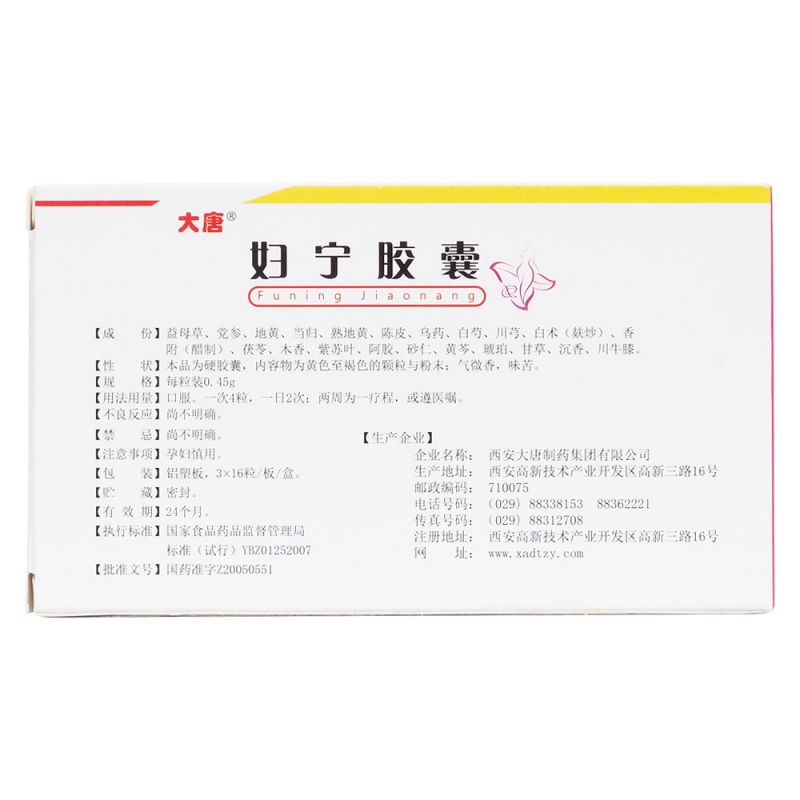 大唐®
妇宁胶囊
Funing Jiaonang
【成　份】益母草、党参、地黄、当归、熟地黄、陈皮、乌药、白芍、川芎、白术（麸炒）、香
附（醋制）、茯苓、木香、紫苏叶、阿胶、砂仁、黄芩、琥珀、甘草、沉香、川牛膝。
【性　状】本品为硬胶囊，内容物为黄色至褐色的颗粒与粉末；气微香，味苦。
【规　格】每粒装0.45g
【用法用量】口服。一次4粒，一日2次；两周为一疗程，或遵医嘱。
【不良反应】尚不明确。
【禁　忌】尚不明确。
【注意事项】孕妇慎用。
【包　装】铝塑板，3×16粒/板/盒。
【贮　藏】密封。
【有 效 期】24个月。
【执行标准】国家食品药品监督管理局
标准（试行）YBZ01252007
【批准文号】国药准字Z20050551
【生产企业】
企业名称：西安大唐制药集团有限公司
生产地址：西安高新技术产业开发区高新三路16号
邮政编码：710075
电话号码：（029）88338153　88362221
传真号码：（029）88312708
注册地址：西安高新技术产业开发区高新三路16号
网　　址：www.xadtzy.com